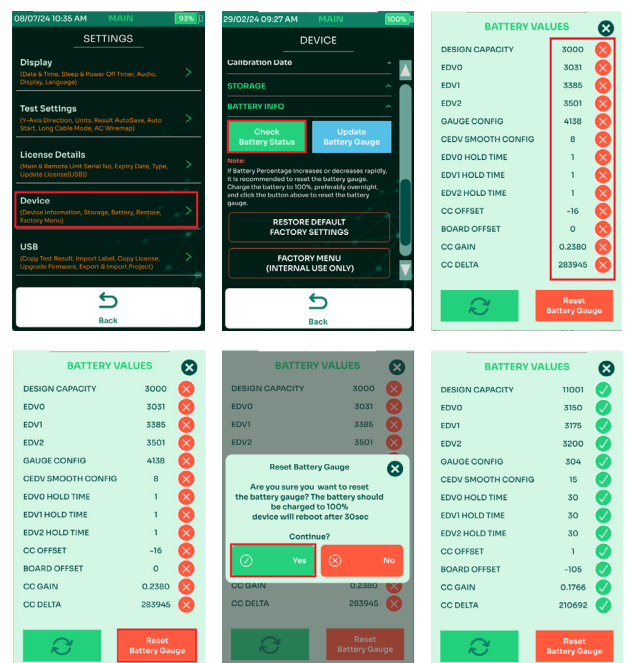 08/07/24 10:35 AM MAIN 93%
SETTINGS
Display
(Date & Time, Sleep & Power Off Timer, Audio,
Display, Language)
Test Settings
(Y-Axis Direction, Units, Result AutoSave, Auto
Start, Long Cable Mode, AC Wiremap)
License Details
(Main & Remote Unit Serial No, Expiry Date, Type,
Update License(USB))
Device
(Device Information, Storage, Battery, Restore,
Factory Menu)
USB
(Copy Test Result, Import Label, Copy License,
Upgrade Firmware, Export & Import Project)
Back
29/02/24 09:27 AM MAIN 100%
DEVICE
Calibration Date -
STORAGE
BATTERY INFO
Check
Battery Status
Update
Battery Gauge
Note:
If Battery Percentage Increases or decreases rapidly,
it is recommended to reset the battery gauge.
Charge the battery to 100%, preferably overnight,
and click the button above to reset the battery
gauge.
RESTORE DEFAULT
FACTORY SETTINGS
FACTORY MENU
(INTERNAL USE ONLY)
Back
BATTERY VALUES
DESIGN CAPACITY 3000
EDV0 3031
EDV1 3385
EDV2 3501
GAUGE CONFIG 4138
CEDV SMOOTH CONFIG 8
EDV0 HOLD TIME 1
EDV1 HOLD TIME 1
EDV2 HOLD TIME 1
CC OFFSET -16
BOARD OFFSET 0
CC GAIN 0.2380
CC DELTA 283945
Reset
Battery Gauge
BATTERY VALUES
DESIGN CAPACITY 3000
EDV0 3031
EDV1 3385
EDV2 3501
GAUGE CONFIG 4138
CEDV SMOOTH CONFIG 8
EDV0 HOLD TIME 1
EDV1 HOLD TIME 1
EDV2 HOLD TIME 1
CC OFFSET -16
BOARD OFFSET 0
CC GAIN 0.2380
CC DELTA 283945
Reset
Battery Gauge
BATTERY VALUES
DESIGN CAPACITY 3000
EDV0 3031
EDV1 3385
EDV2 3501
Reset Battery Gauge
Are you sure you want to reset
the battery gauge? The battery should
be charged to 100%
device will reboot after 30sec
Continue?
Yes
No
CC GAIN 0.2380
CC DELTA 283945
Reset
Battery Gauge
BATTERY VALUES
DESIGN CAPACITY 11001
EDV0 3150
EDV1 3175
EDV2 3200
GAUGE CONFIG 304
CEDV SMOOTH CONFIG 15
EDV0 HOLD TIME 30
EDV1 HOLD TIME 30
EDV2 HOLD TIME 30
CC OFFSET 1
BOARD OFFSET -105
CC GAIN 0.1766
CC DELTA 210692
Reset
Battery Gauge